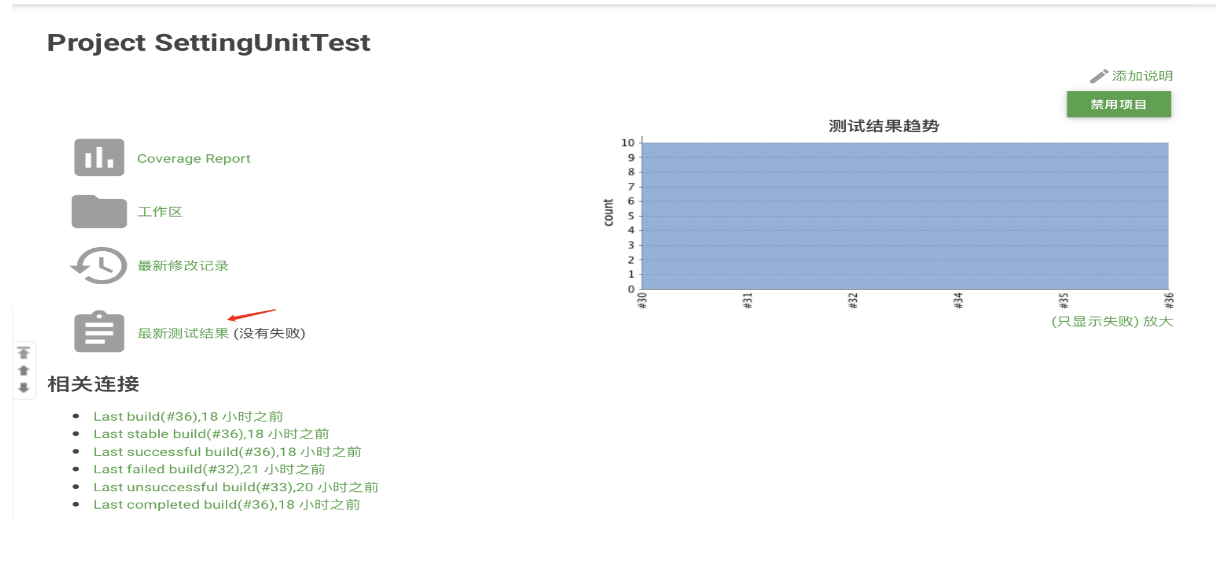 Project SettingUnitTest
添加说明
禁用项目
测试结果趋势
Coverage Report
工作区
最新修改记录
最新测试结果 (没有失败)
count
10
9
8
7
6
5
4
3
2
1
0
#30 #31 #32 #34 #35 #36
(只显示失败) 放大
相关连接
Last build(#36),18 小时之前
Last stable build(#36),18 小时之前
Last successful build(#36),18 小时之前
Last failed build(#32),21 小时之前
Last unsuccessful build(#33),20 小时之前
Last completed build(#36),18 小时之前